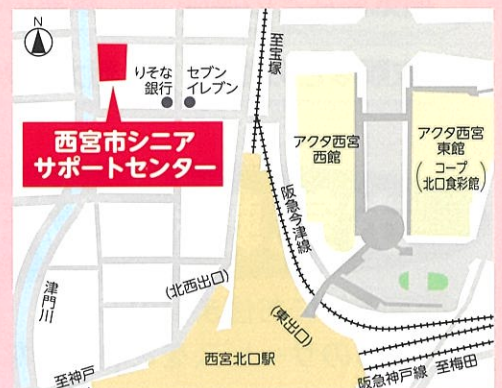 N
至宝塚
りそな
銀行
セブン
イレブン
西宮市シニア
サポートセンター
アクタ西宮
西館
アクタ西宮
東館
(コープ
北口食彩館)
阪急今津線
津門川
(北西出口)
(東出口)
西宮北口駅
至神戸
阪急神戸線
至梅田